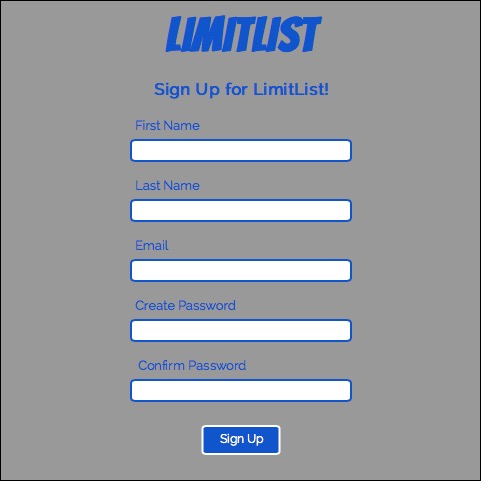 LIMITLIST
Sign Up for LimitList!
First Name
Last Name
Email
Create Password
Confirm Password
Sign Up